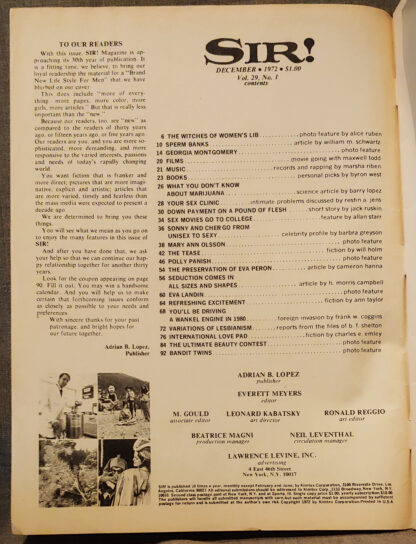 TO OUR READERS
With this issue, SIR! Magazine is ap-
proaching its 30th year of publication. It
is a fitting time, we believe, to bring our
loyal readership the material for a "Brand
New Life Style For Men" that we have
blurbed on our cover
This does include "more of every-
thing - more pages, more color, more
girls, more articles." But that is really less
important than the "new."
Because our readers, too, are "new" as
compared to the readers of thirty years
ago, or fifteen years ago, or five years ago.
Our readers are you, and you are more so-
phisticated, more demanding, and more
responsive to the varied interests, passions
and needs of today's rapidly changing
world.
You want fiction that is franker and
more direct; pictures that are more imagi-
native, explicit and artistic; articles that
are more varied, timely and fearless than
the mass media were expected to present a
decade ago.
We are determined to bring you these
things.
You will see what we mean as you go on
to enjoy the many features in this issue of
SIR!
And after you have done that, we ask
your help so that we can continue our hap-
py relationship together for another thirty
years.
Look for the coupon appearing on page
90. Fill it out. You may win a handsome
calendar. And you will help us to make
certain that forthcoming issues conform
as closely as possible to your needs and
preferences.
With sincere thanks for your past
patronage, and bright hopes for
our future together,
Adrian B. Lopez,
Publisher
SIR!
DECEMBER • 1972 • $1.00
Vol. 29, No. 1
contents
6 THE WITCHES OF WOMEN'S LIB photo feature by alice ruben
10 SPERM BANKS article by william m. schwartz
14 GEORGIA MONTGOMERY photo feature
20 FILMS movie going with maxwell todd
21 MUSIC records and rapping by marsha riben
23 BOOKS personal picks by byron west
26 WHAT YOU DON'T KNOW
ABOUT MARIJUANA science article by barry lopez
28 YOUR SEX CLINIC intimate problems discussed by restin a. jens
30 DOWN PAYMENT ON A POUND OF FLESH short story by jack ruskin
34 SEX MOVIES GO TO COLLEGE feature by allan starr
36 SONNY AND CHER GO FROM
UNISEX TO SEXY celebrity profile by barbra greyson
38 MARY ANN OLSSON photo feature
42 THE TEASE fiction by will holm
46 POLLY PANISH photo feature
54 THE PRESERVATION OF EVA PERON article by cameron hanna
56 SEDUCTION COMES IN
ALL SIZES AND SHAPES article by h. morris campbell
60 EVA LANDIN photo feature
64 REFRESHING EXCITEMENT fiction by ann taylor
68 YOU'LL BE DRIVING
A WANKEL ENGINE IN 1980 foreign invasion by frank w. coggins
72 VARIATIONS OF LESBIANISM reports from the files of b. f. shelton
76 INTERNATIONAL LOVE PAD fiction by charles e. emley
84 THE ULTIMATE BEAUTY CONTEST photo feature
92 BANDIT TWINS photo feature
ADRIAN B. LOPEZ
publisher
EVERETT MEYERS
editor
M. GOULD
associate editor
LEONARD KABATSKY
art director
RONALD REGGIO
art editor
BEATRICE MAGNI
production manager
NEIL LEVENTHAL
circulation manager
LAWRENCE LEVINE, INC.
advertising
4 East 46th Street
New York, N.Y. 10017